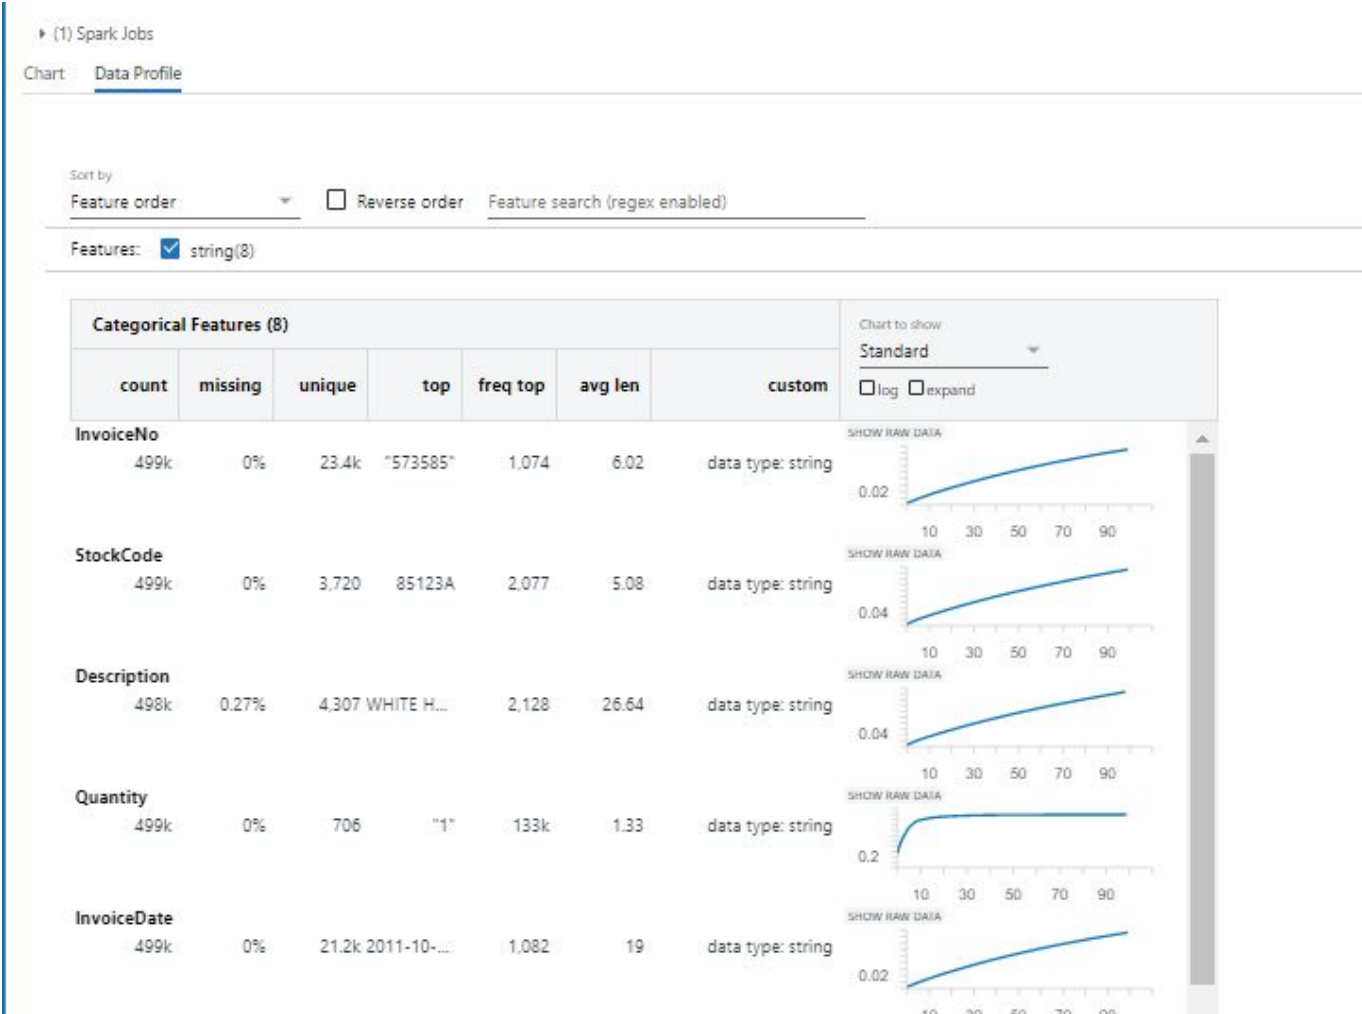 (1) Spark Jobs
Chart Data Profile
Sort by
Feature order Reverse order Feature search (regex enabled)
Features: string(8)
Categorical Features (8)
Chart to show
Standard
count missing unique top freq top avg len custom
log expand
InvoiceNo
SHOW RAW DATA
499k 0% 23.4k "573585" 1,074 6.02 data type: string
0.02
10 30 50 70 90
StockCode
SHOW RAW DATA
499k 0% 3,720 85123A 2,077 5.08 data type: string
0.04
10 30 50 70 90
Description
SHOW RAW DATA
498k 0.27% 4,307 WHITE H... 2,128 26.64 data type: string
0.04
10 30 50 70 90
Quantity
SHOW RAW DATA
499k 0% 706 "1" 133k 1.33 data type: string
0.2
10 30 50 70 90
InvoiceDate
SHOW RAW DATA
499k 0% 21.2k 2011-10-... 1,082 19 data type: string
0.02
10 30 50 70 90